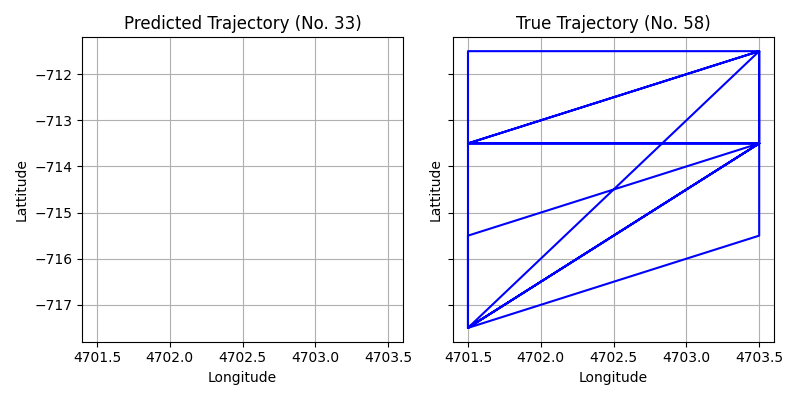 Predicted Trajectory (No. 33)
True Trajectory (No. 58)
−712
−713
−714
−715
−716
−717
Lattitude
Lattitude
4701.5 4702.0 4702.5 4703.0 4703.5
4701.5 4702.0 4702.5 4703.0 4703.5
Longitude
Longitude